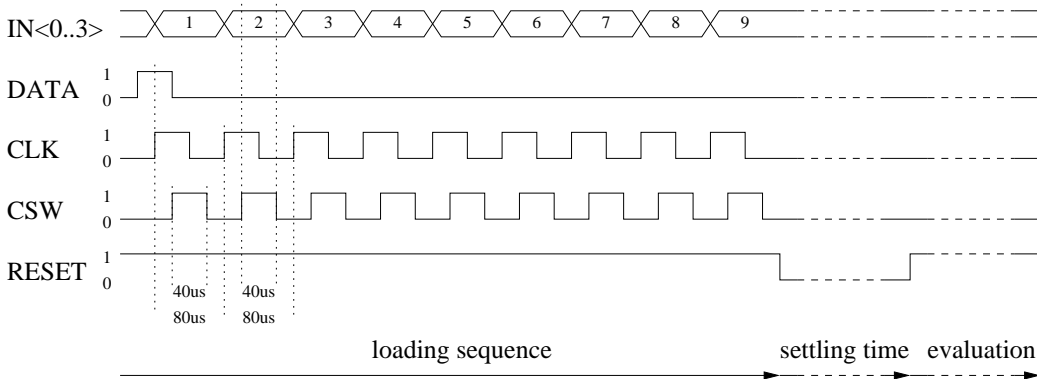 IN<0..3> 1 2 3 4 5 6 7 8 9
DATA 1 0
CLK 1 0
CSW 1 0
RESET 1 0
40us 40us
80us 80us
loading sequence settling time evaluation